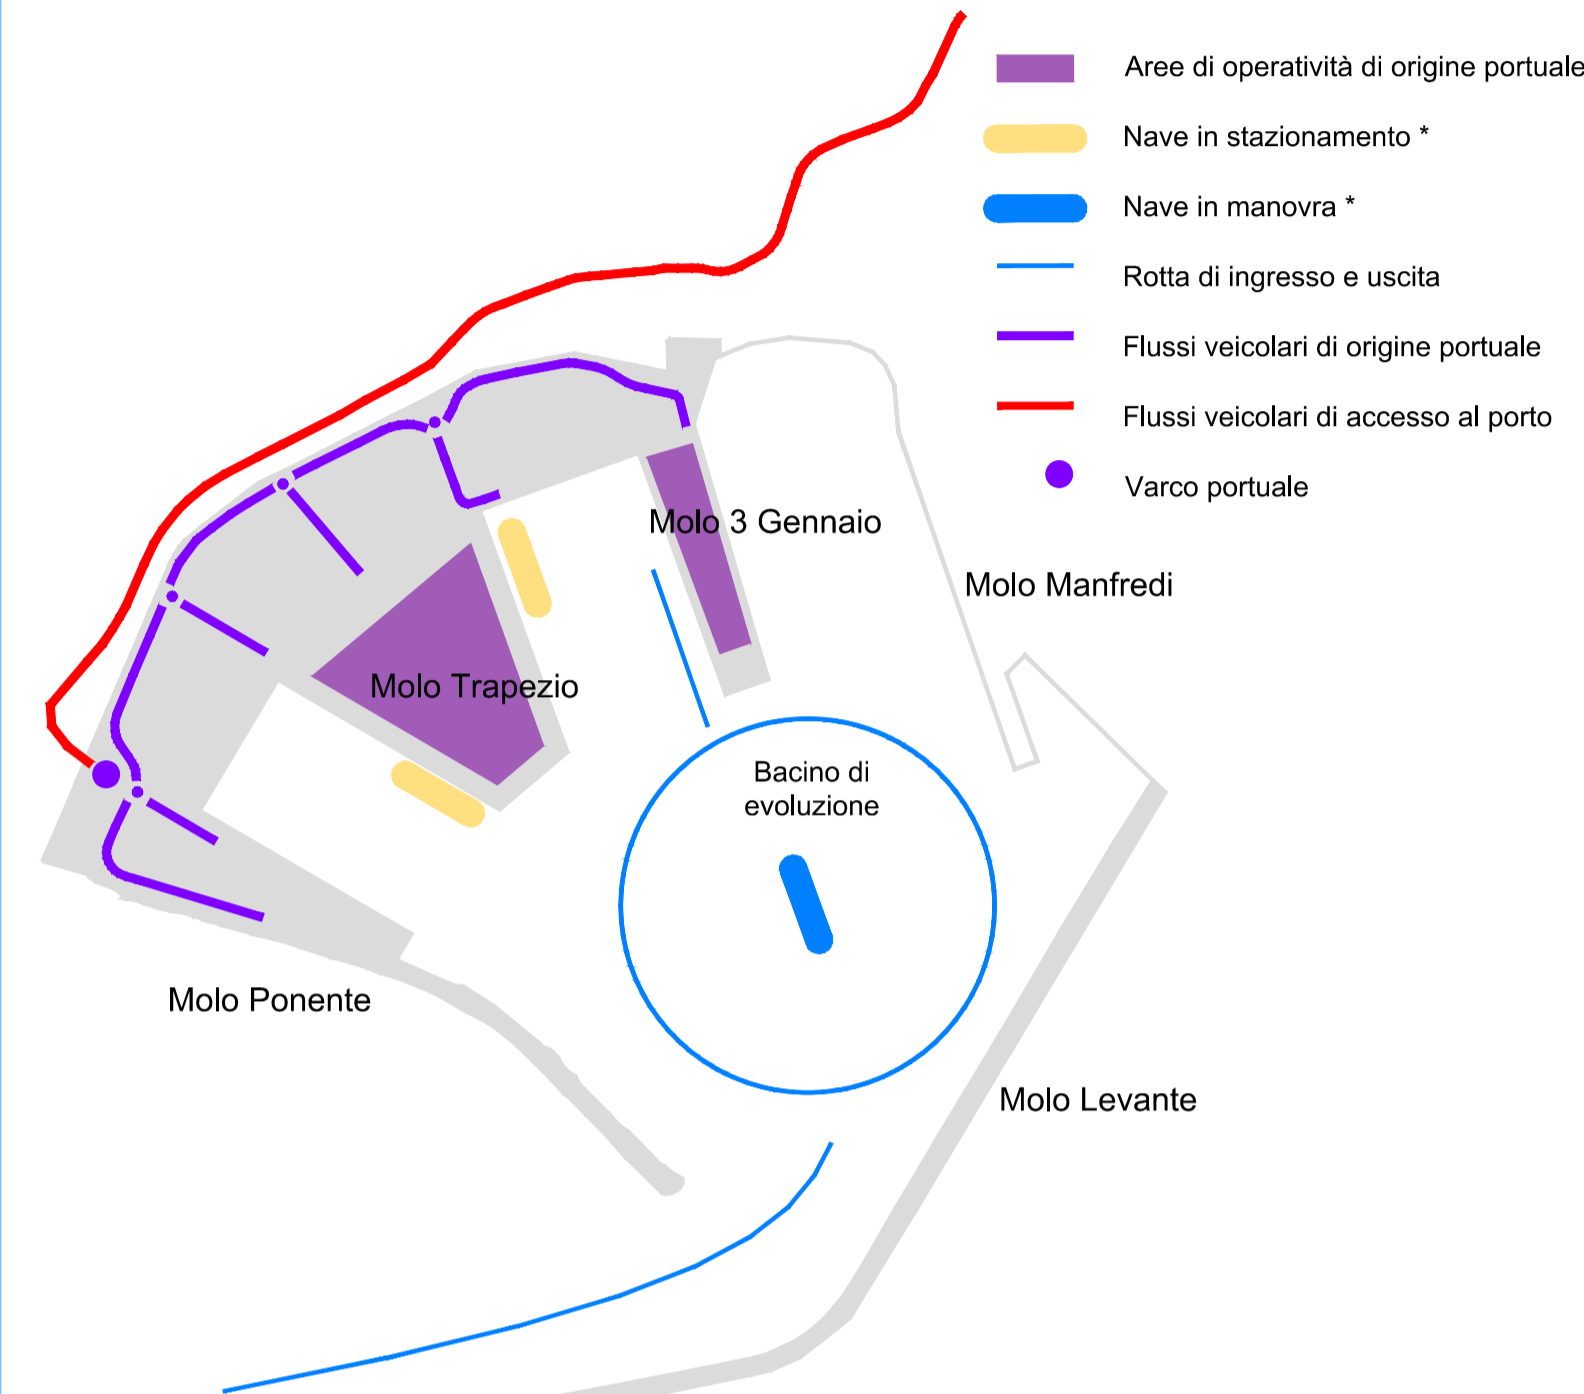 Aree di operatività di origine portuale
Nave in stazionamento *
Nave in manovra *
Rotta di ingresso e uscita
Flussi veicolari di origine portuale
Flussi veicolari di accesso al porto
Varco portuale
Molo 3 Gennaio
Molo Manfredi
Molo Trapezio
Bacino di
evoluzione
Molo Ponente
Molo Levante